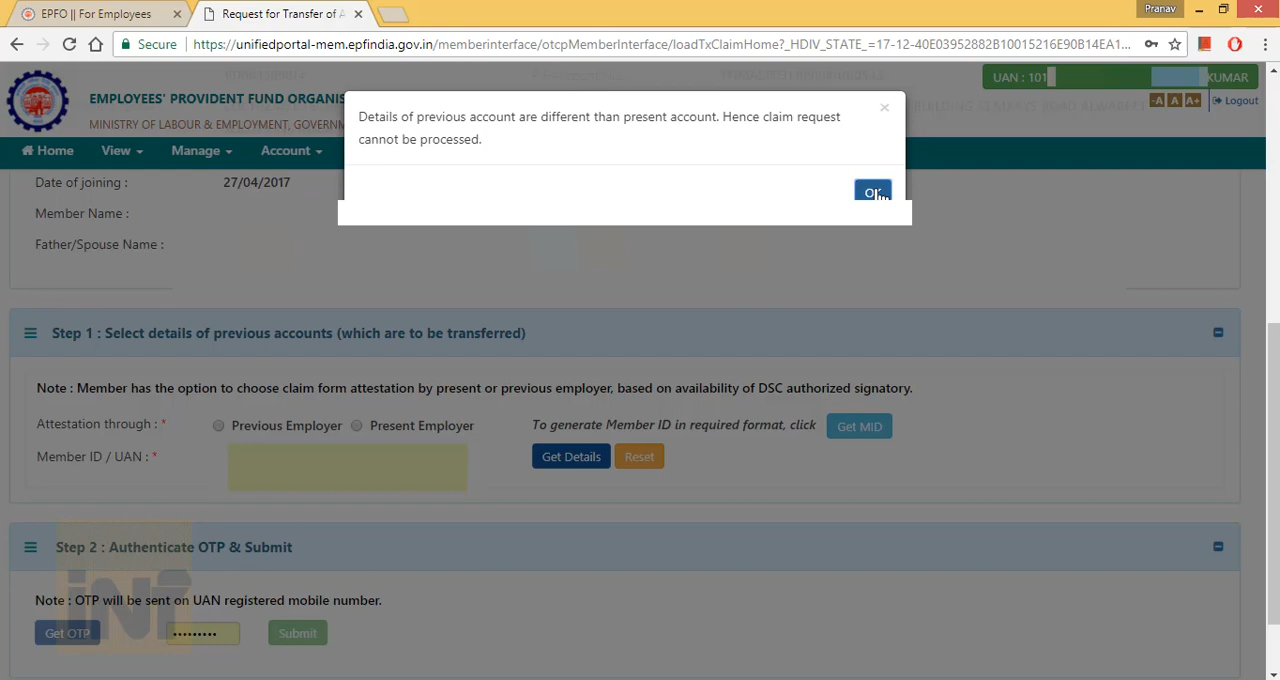 EPFO || For Employees
Request for Transfer of A
Pranav
Secure
https://unifiedportal-mem.epfindia.gov.in/memberinterface/otcpMemberInterface/loadTxClaimHome?_HDIV_STATE_=17-12-40E03952882B10015216E90B14EA1...
UAN : 101
KUMAR
EMPLOYEES' PROVIDENT FUND ORGANIS
-A A A+
Logout
MINISTRY OF LABOUR & EMPLOYMENT, GOVERNM
Details of previous account are different than present account. Hence claim request
cannot be processed.
×
OK
Home View Manage Account
Date of joining : 27/04/2017
Member Name :
Father/Spouse Name :
Step 1 : Select details of previous accounts (which are to be transferred)
Note : Member has the option to choose claim form attestation by present or previous employer, based on availability of DSC authorized signatory.
Attestation through : * Previous Employer Present Employer To generate Member ID in required format, click Get MID
Member ID / UAN : * Get Details Reset
Step 2 : Authenticate OTP & Submit
Note : OTP will be sent on UAN registered mobile number.
Get OTP ••••••••• Submit
inf